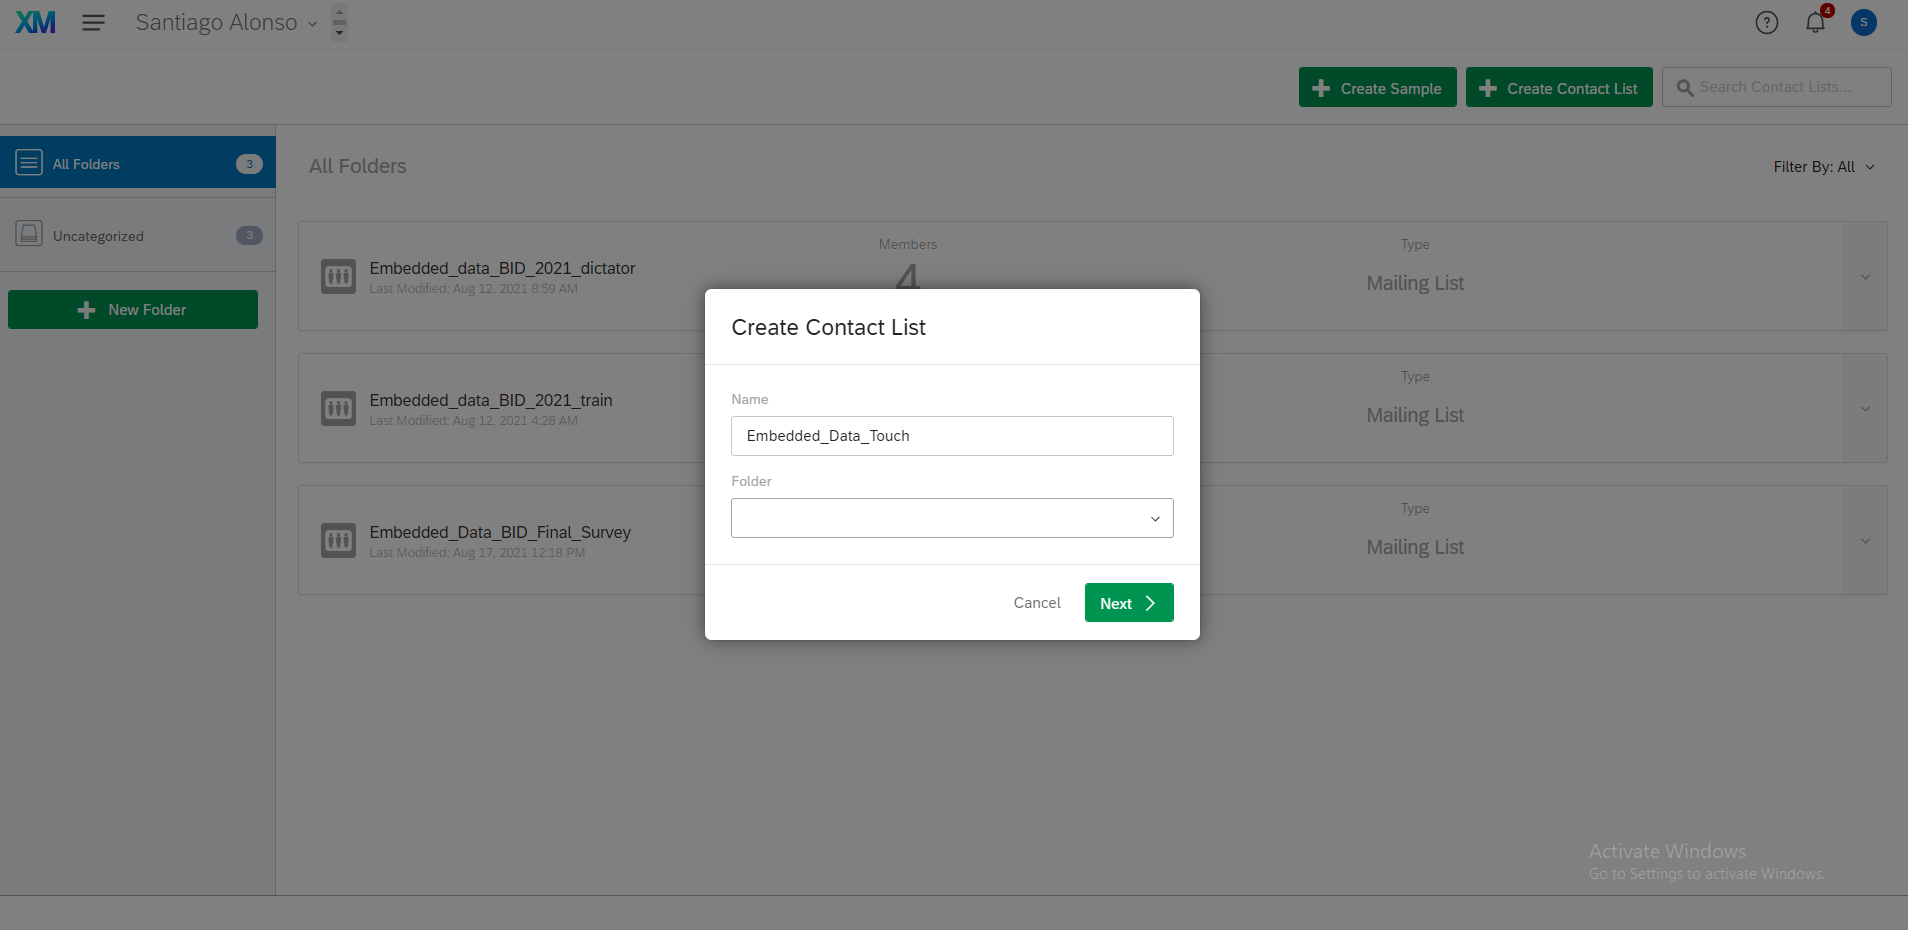 XM
Santiago Alonso
?
4
S
Create Sample
Create Contact List
Search Contact Lists...
All Folders
3
Uncategorized
3
New Folder
All Folders
Filter By: All
Embedded_data_BID_2021_dictator
Last Modified: Aug 12, 2021 8:59 AM
Members
4
Type
Mailing List
Embedded_data_BID_2021_train
Last Modified: Aug 12, 2021 4:28 AM
Type
Mailing List
Embedded_Data_BID_Final_Survey
Last Modified: Aug 17, 2021 12:18 PM
Type
Mailing List
Create Contact List
Name
Embedded_Data_Touch
Folder
Cancel
Next
Activate Windows
Go to Settings to activate Windows.